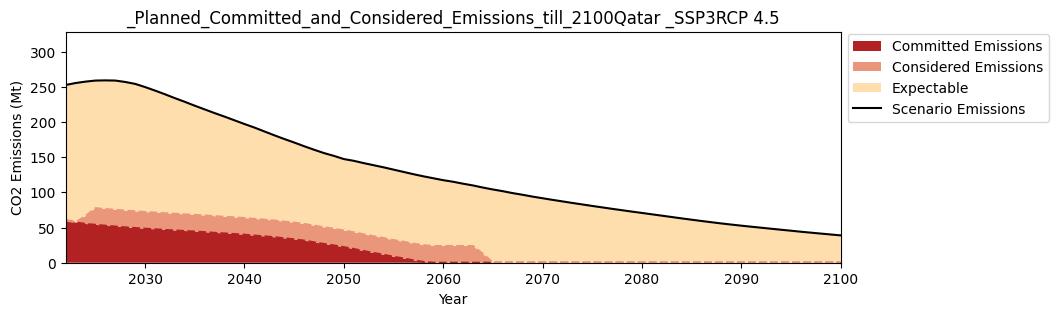 _Planned_Committed_and_Considered_Emissions_till_2100Qatar _SSP3RCP 4.5
CO2 Emissions (Mt)
300
250
200
150
100
50
0
2030 2040 2050 2060 2070 2080 2090 2100
Year
Committed Emissions
Considered Emissions
Expectable
Scenario Emissions